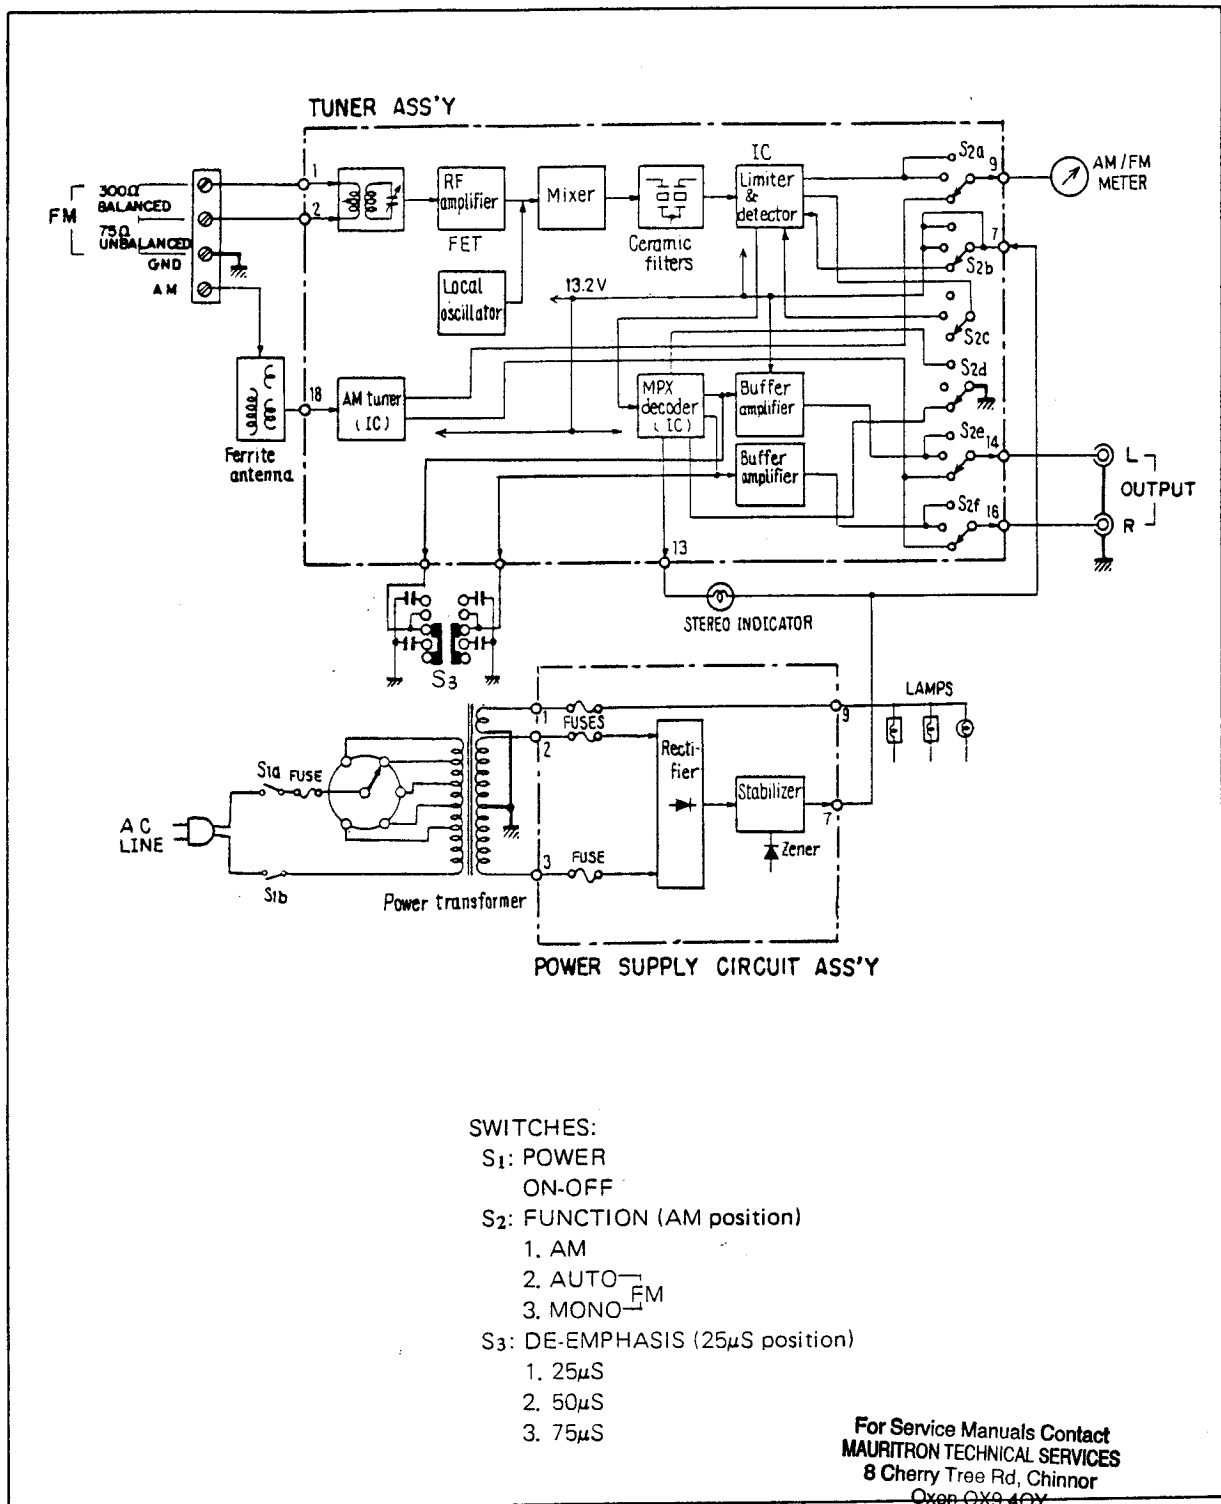 TUNER ASS'Y
FM
300Ω
BALANCED
75Ω
UNBALANCED
GND
AM
1
2
RF
amplifier
FET
Mixer
Ceramic
filters
IC
Limiter
&
detector
S2a
9
AM/FM
METER
7
S2b
Local
oscillator
13.2V
S2c
S2d
18
AM tuner
(IC)
MPX
decoder
(IC)
Buffer
amplifier
S2e
14
L
OUTPUT
Ferrite
antenna
Buffer
amplifier
S2f
16
R
13
STEREO INDICATOR
S3
LAMPS
1
FUSES
9
2
Recti-
fier
S1a
FUSE
Stabilizer
7
AC
LINE
Zener
3
FUSE
S1b
Power transformer
POWER SUPPLY CIRCUIT ASS'Y
SWITCHES:
S1: POWER
ON-OFF
S2: FUNCTION (AM position)
1. AM
2. AUTO
FM
3. MONO
S3: DE-EMPHASIS (25μS position)
1. 25μS
2. 50μS
3. 75μS
For Service Manuals Contact
MAURITRON TECHNICAL SERVICES
8 Cherry Tree Rd, Chinnor
Oxon OX9 4QY